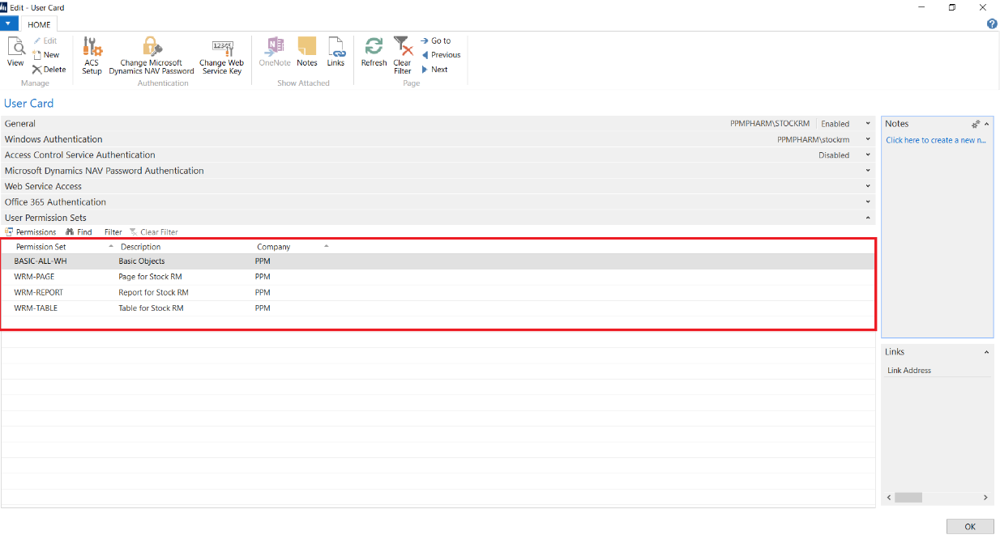 Edit - User Card
HOME
View
Edit
New
Delete
Manage
ACS Setup
Change Microsoft Dynamics NAV Password
Change Web Service Key
Authentication
OneNote
Notes
Links
Show Attached
Refresh
Clear Filter
Go to
Previous
Next
Page
User Card
General PPMPHARM\STOCKRM Enabled
Windows Authentication PPMPHARM\stockrm
Access Control Service Authentication Disabled
Microsoft Dynamics NAV Password Authentication
Web Service Access
Office 365 Authentication
User Permission Sets
Permissions Find Filter Clear Filter
Permission Set Description Company
BASIC-ALL-WH Basic Objects PPM
WRM-PAGE Page for Stock RM PPM
WRM-REPORT Report for Stock RM PPM
WRM-TABLE Table for Stock RM PPM
Notes
Click here to create a new n...
Links
Link Address
OK